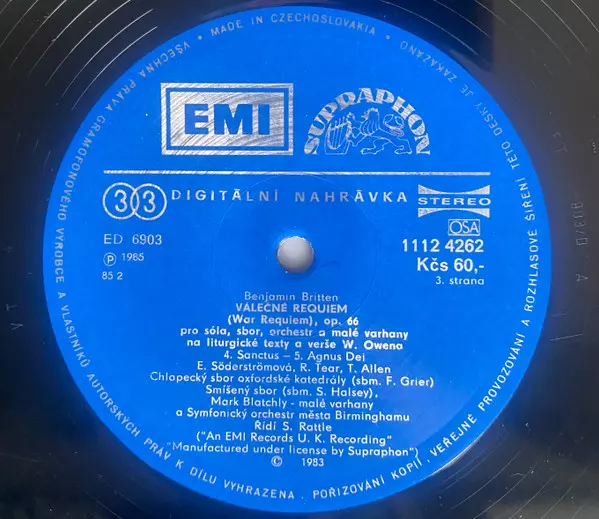 VŠECHNA PRÁVA GRAMOFONOVÉHO VÝROBCE A VLASTNÍKŮ AUTORSKÝCH PRÁV K DÍLU VYHRAZENA. POŘIZOVÁNÍ KOPIÍ, VEŘEJNÉ PROVOZOVÁNÍ A ROZHLASOVÉ ŠÍŘENÍ TÉTO DESKY JE ZAKÁZÁNO • MADE IN CZECHOSLOVAKIA •
EMI
SUPRAPHON
33 DIGITÁLNÍ NAHRÁVKA STEREO
OSA
ED 6903
1112 4262
Ⓟ 1985
Kčs 60,-
85 2
3. strana
Benjamin Britten
VÁLEČNÉ REQUIEM
(War Requiem), op. 66
pro sóla, sbor, orchestr a malé varhany
na liturgické texty a verše W. Owena
4. Sanctus – 5. Agnus Dei
E. Söderströmová, R. Tear, T. Allen
Chlapecký sbor oxfordské katedrály (sbm. F. Grier)
Smíšený sbor (sbm. S. Halsey),
Mark Blatchly - malé varhany
a Symfonický orchestr města Birminghamu
Řídí S. Rattle
("An EMI Records U. K. Recording"
"Manufactured under license by Supraphon")
© 1983